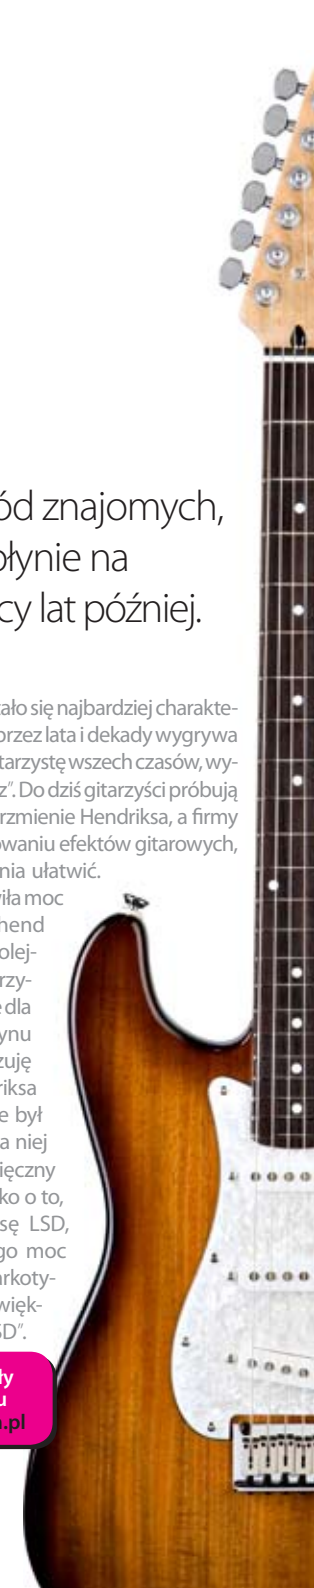 ód znajomych,
płynie na
cy lat później.
ało się najbardziej charakte-
przez lata i dekady wygrywa
tarzystę wszech czasów, wy-
z”. Do dziś gitarzyści próbują
rzmienie Hendriksa, a firmy
owaniu efektów gitarowych,
nia ułatwić.
iła moc
hend
olej-
rzy-
e dla
ynu
zuję
riksa
e był
a niej
ięczny
ko o to,
sę LSD,
go moc
arkoty-
więk-
SD”.
ły
u
.pl